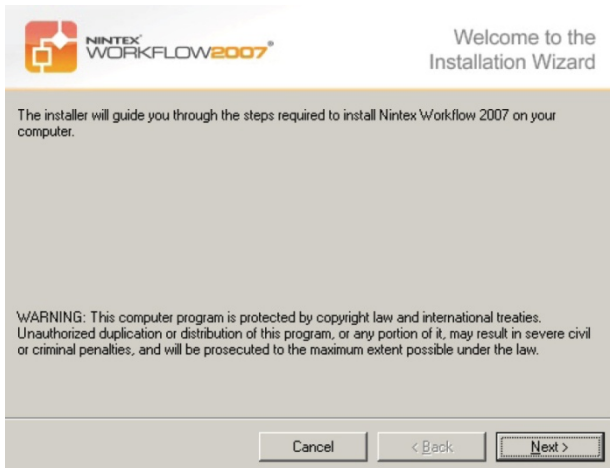 NINTEX
WORKFLOW2007®
Welcome to the
Installation Wizard
The installer will guide you through the steps required to install Nintex Workflow 2007 on your
computer.
WARNING: This computer program is protected by copyright law and international treaties.
Unauthorized duplication or distribution of this program, or any portion of it, may result in severe civil
or criminal penalties, and will be prosecuted to the maximum extent possible under the law.
Cancel < Back Next >